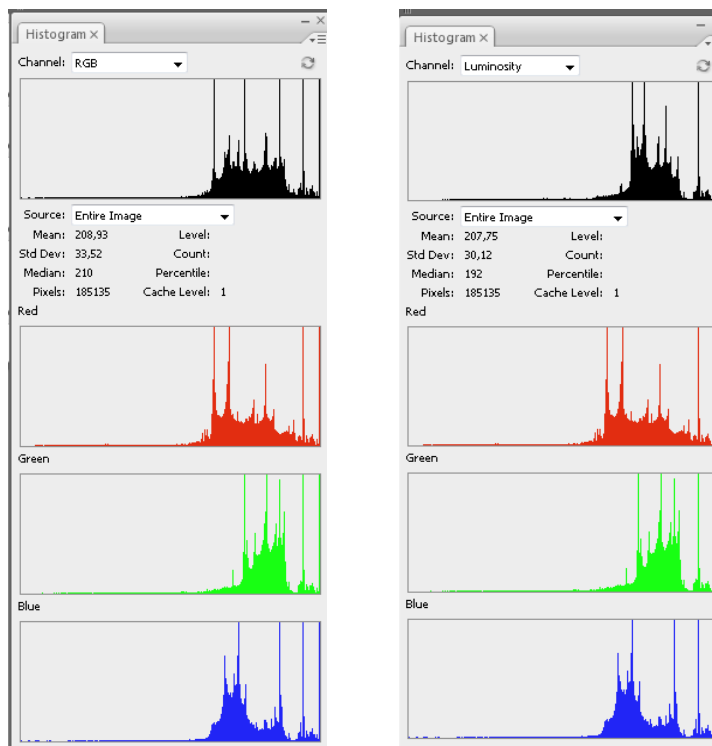 Histogram ×
Channel: RGB
Source: Entire Image
Mean: 208,93 Level:
Std Dev: 33,52 Count:
Median: 210 Percentile:
Pixels: 185135 Cache Level: 1
Red
Green
Blue
Histogram ×
Channel: Luminosity
Source: Entire Image
Mean: 207,75 Level:
Std Dev: 30,12 Count:
Median: 192 Percentile:
Pixels: 185135 Cache Level: 1
Red
Green
Blue